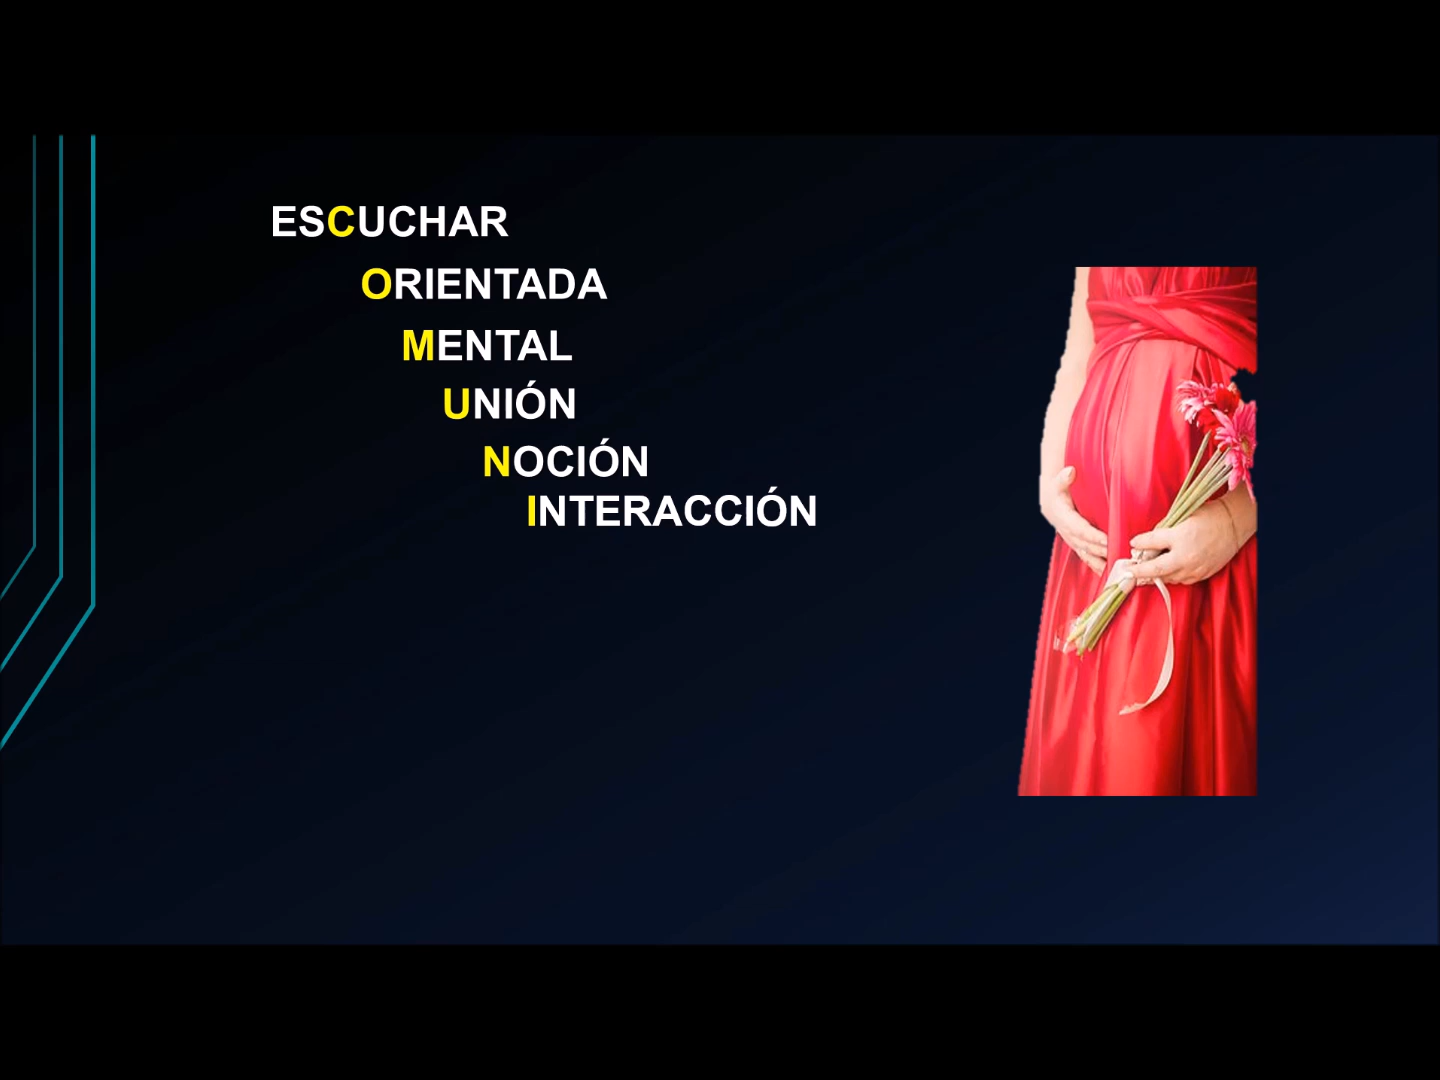 ESCUCHAR
ORIENTADA
MENTAL
UNIÓN
NOCIÓN
INTERACCIÓN